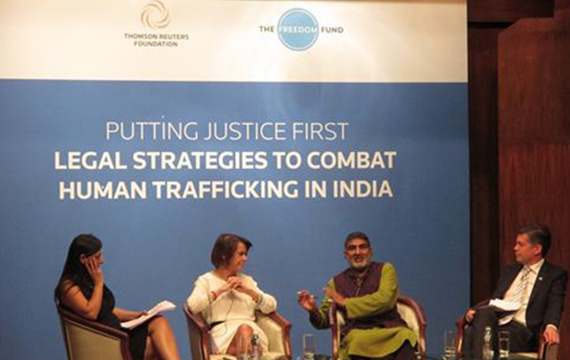 THOMSON REUTERS
FOUNDATION
THE FREEDOM FUND
PUTTING JUSTICE FIRST
LEGAL STRATEGIES TO COMBAT
HUMAN TRAFFICKING IN INDIA